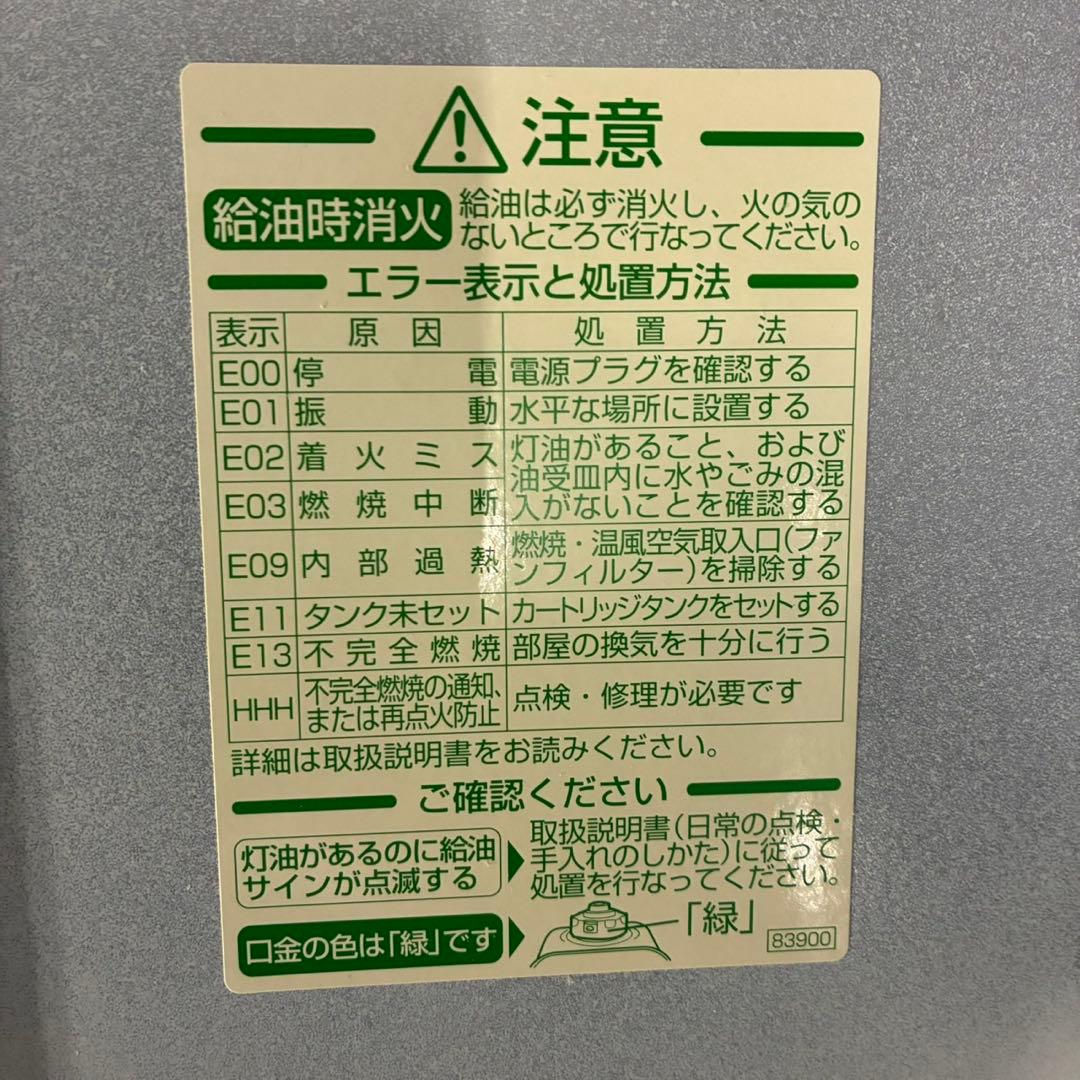 注意
給油時消火
給油は必ず消火し、火の気の
ないところで行なってください。
エラー表示と処置方法
表示 原因 処置方法
E00 停電 電源プラグを確認する
E01 振動 水平な場所に設置する
E02 着火ミス
E03 燃焼中断
灯油があること、および
油受皿内に水やごみの混
入がないことを確認する
E09 内部過熱
燃焼・温風空気取入口(ファ
ンフィルター)を掃除する
E11 タンク未セット カートリッジタンクをセットする
E13 不完全燃焼 部屋の換気を十分に行う
HHH
不完全燃焼の通知、
または再点火防止
点検・修理が必要です
詳細は取扱説明書をお読みください。
ご確認ください
灯油があるのに給油
サインが点滅する
取扱説明書(日常の点検・
手入れのしかた)に従って
処置を行なってください。
口金の色は「緑」です
「緑」
83900